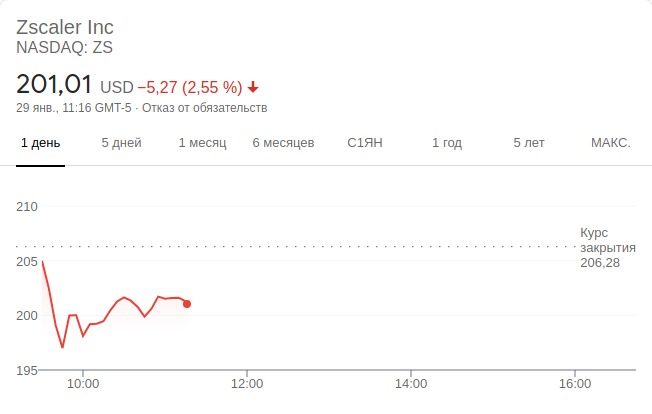 Zscaler Inc
NASDAQ: ZS
201,01 USD −5,27 (2,55 %)
29 янв., 11:16 GMT-5 · Отказ от обязательств
1 день 5 дней 1 месяц 6 месяцев С1ЯН 1 год 5 лет МАКС.
210
Курс
закрытия
206,28
205
200
195
10:00 12:00 14:00 16:00